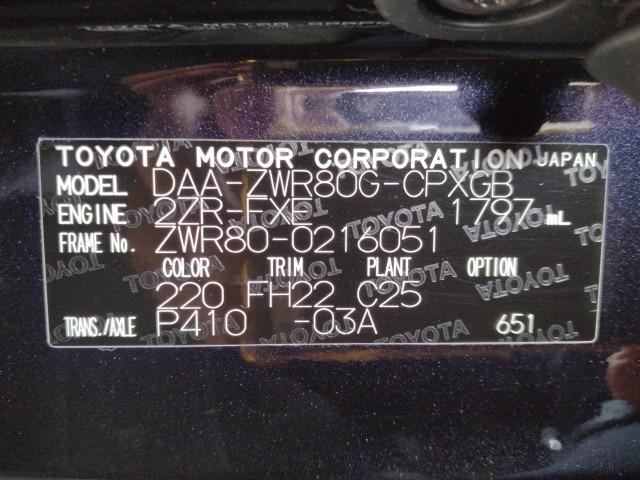 TOYOTA MOTOR CORPORATION JAPAN
MODEL DAA-ZWR80G-CPXGB
ENGINE 2ZR-FXE 1797 mL
FRAME No. ZWR80-0216051
COLOR TRIM PLANT OPTION
220 FH22 C25
TRANS./AXLE P410 -03A 651